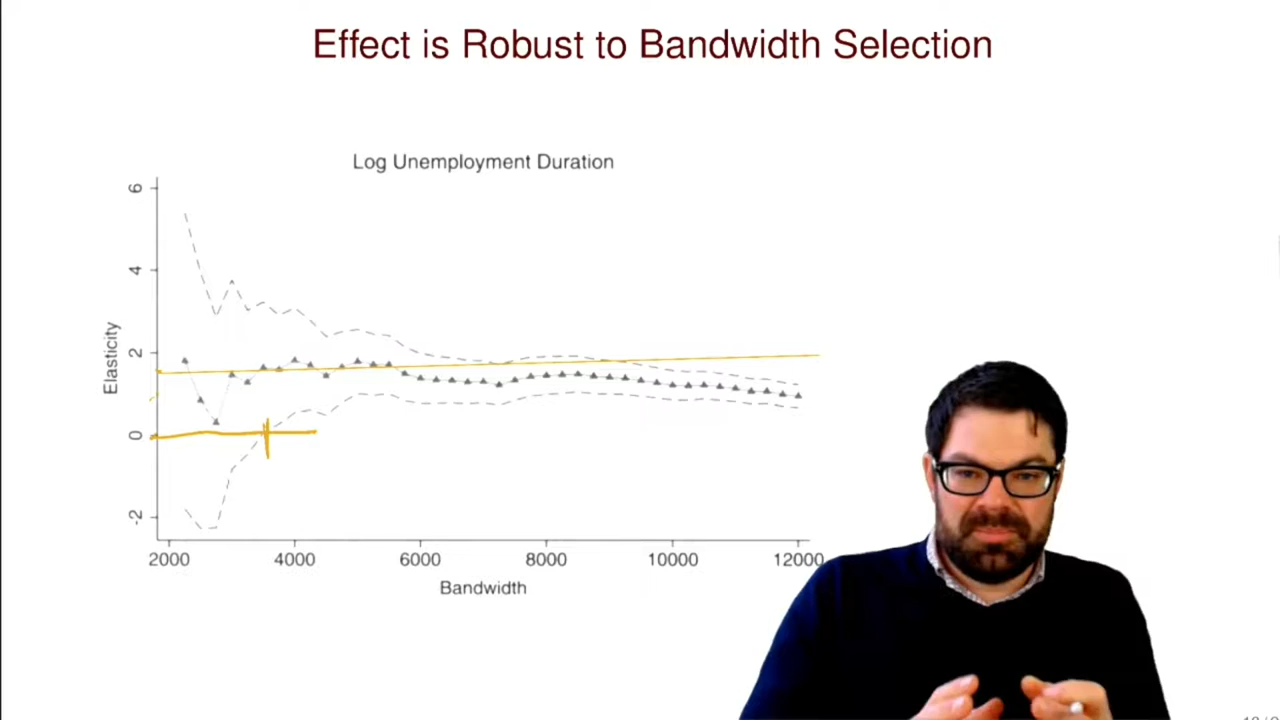 Effect is Robust to Bandwidth Selection
Log Unemployment Duration
Elasticity
6
4
2
0
-2
2000 4000 6000 8000 10000 12000
Bandwidth